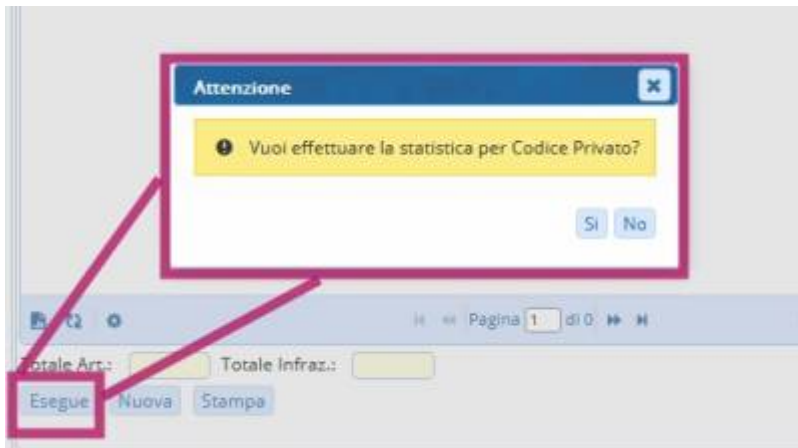 Attenzione
Vuoi effettuare la statistica per Codice Privato?
Si No
Pagina 1 di 0
Totale Art.: Totale Infraz.:
Esegue Nuova Stampa